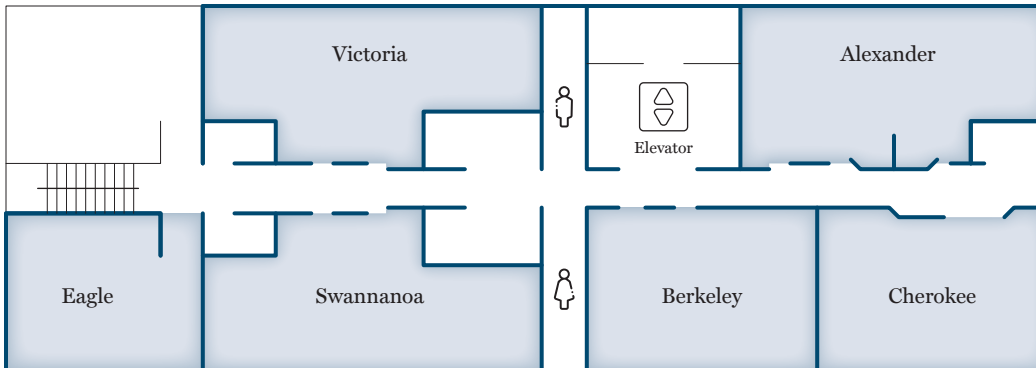 Victoria
Alexander
Elevator
Eagle
Swannanoa
Berkeley
Cherokee